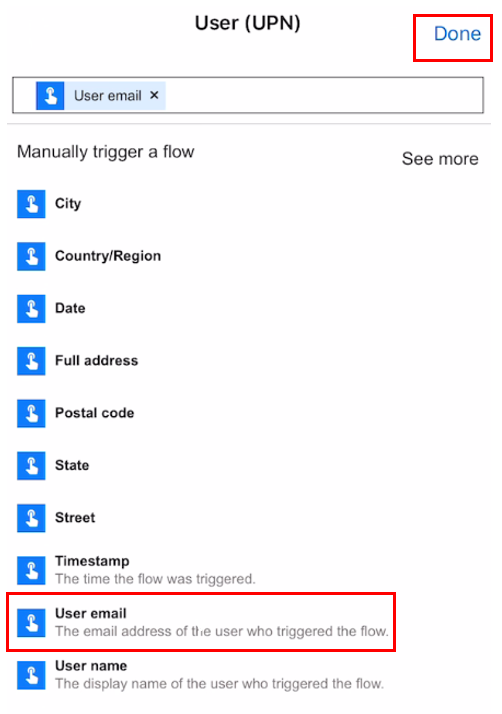 User (UPN)
Done
User email ×
Manually trigger a flow
See more
City
Country/Region
Date
Full address
Postal code
State
Street
Timestamp
The time the flow was triggered.
User email
The email address of the user who triggered the flow.
User name
The display name of the user who triggered the flow.